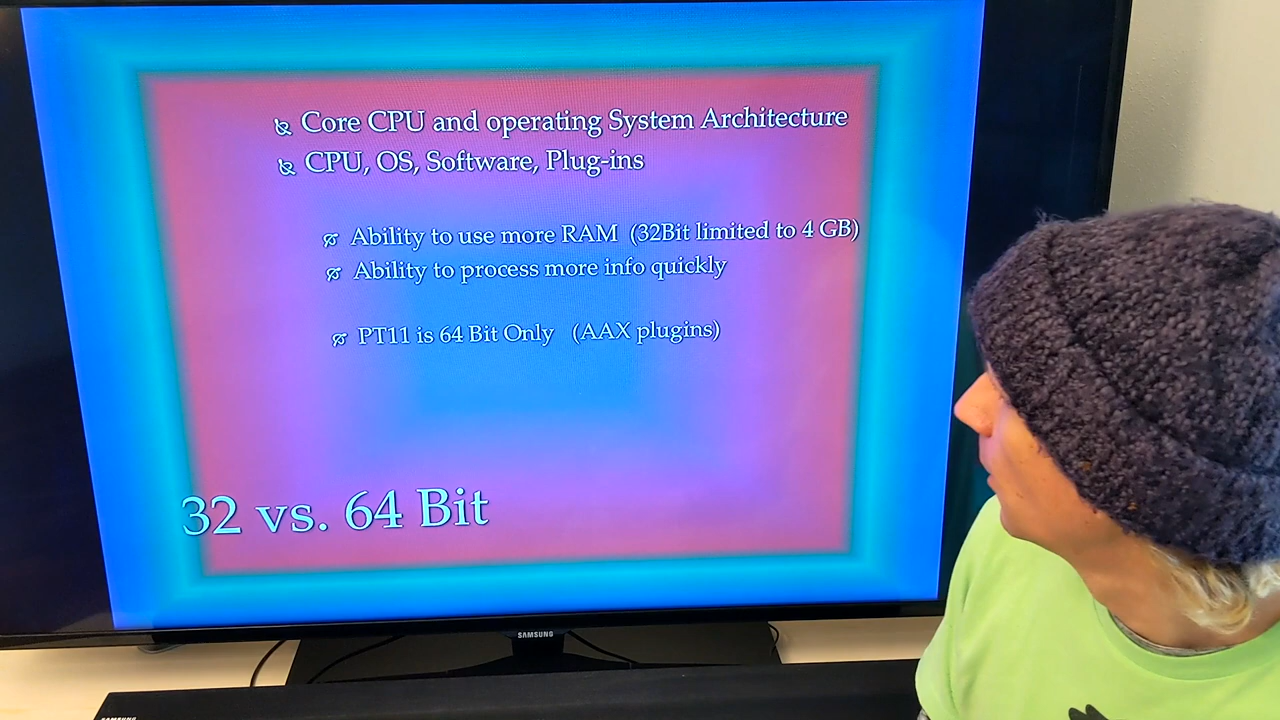 Core CPU and operating System Architecture
CPU, OS, Software, Plug-ins
Ability to use more RAM (32Bit limited to 4 GB)
Ability to process more info quickly
PT11 is 64 Bit Only (AAX plugins)
32 vs. 64 Bit
SAMSUNG
SAMSUNG